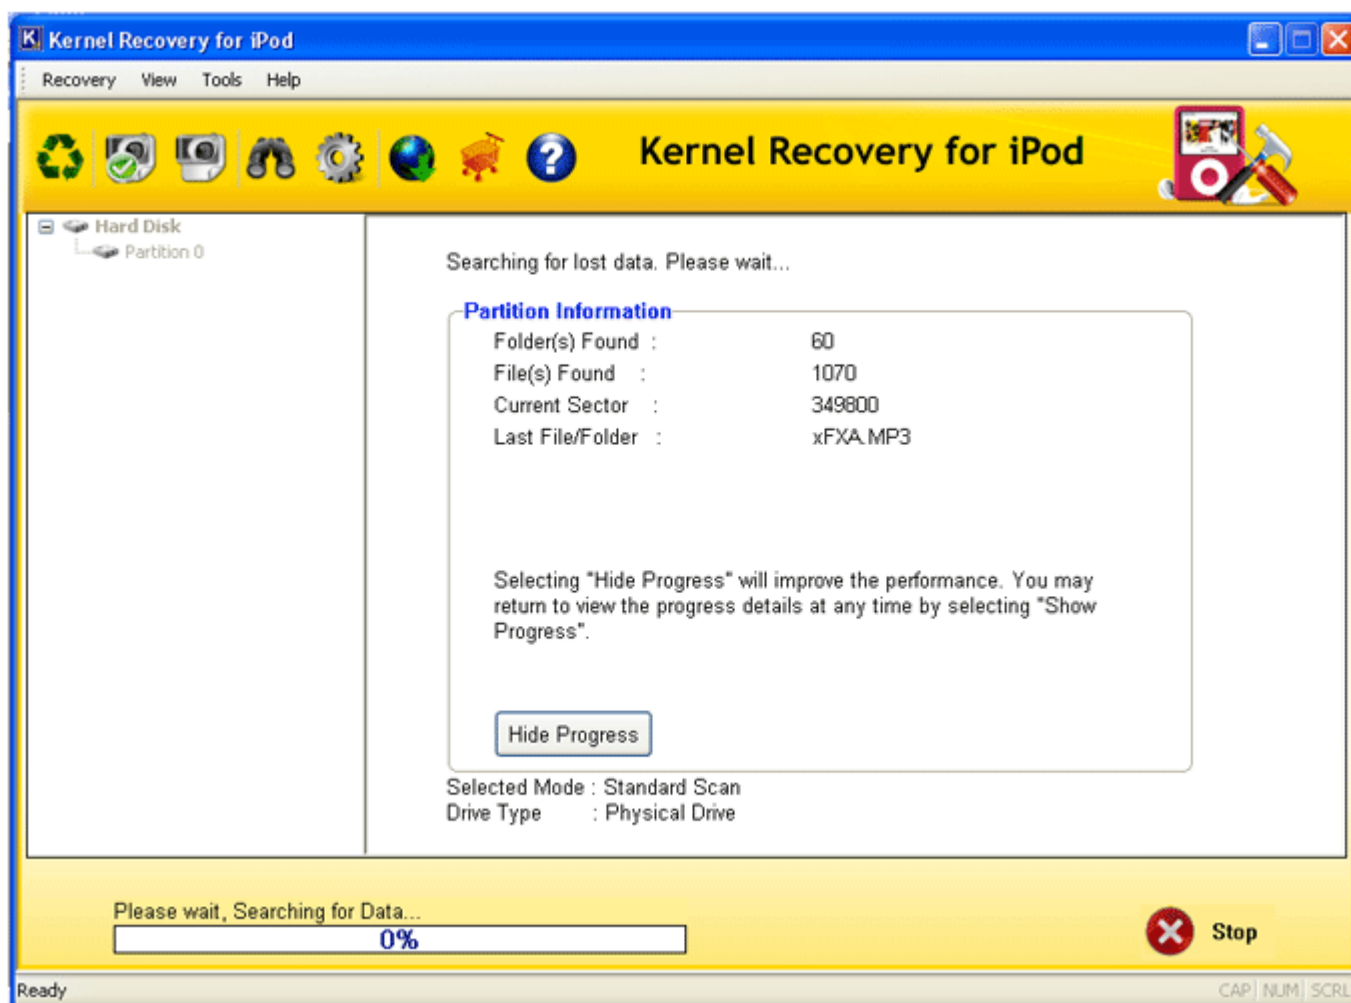 Kernel Recovery for iPod
Recovery View Tools Help
Kernel Recovery for iPod
Hard Disk
Partition 0
Searching for lost data. Please wait...
Partition Information
Folder(s) Found : 60
File(s) Found : 1070
Current Sector : 349800
Last File/Folder : xFXA.MP3
Selecting "Hide Progress" will improve the performance. You may
return to view the progress details at any time by selecting "Show
Progress".
Hide Progress
Selected Mode : Standard Scan
Drive Type : Physical Drive
Please wait, Searching for Data...
0%
Stop
Ready
CAP NUM SCRL